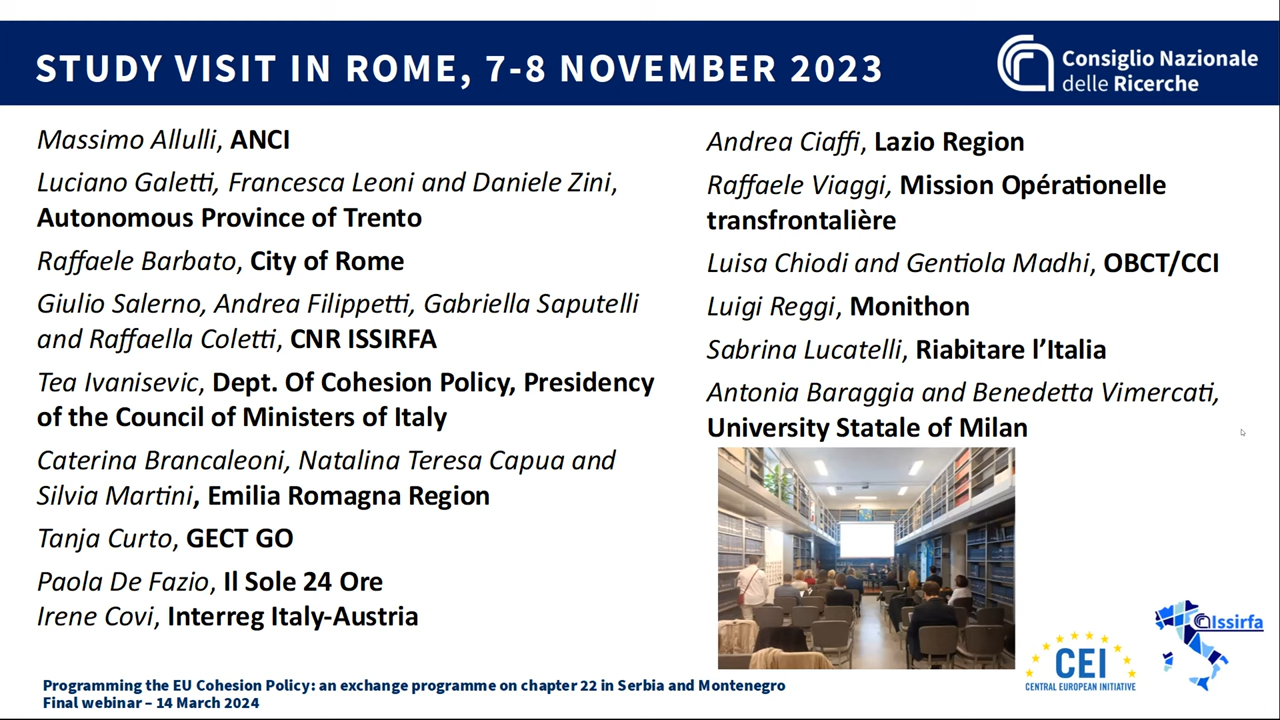 STUDY VISIT IN ROME, 7-8 NOVEMBER 2023
Consiglio Nazionale
delle Ricerche
Massimo Allulli, ANCI
Luciano Galetti, Francesca Leoni and Daniele Zini,
Autonomous Province of Trento
Raffaele Barbato, City of Rome
Giulio Salerno, Andrea Filippetti, Gabriella Saputelli
and Raffaella Coletti, CNR ISSIRFA
Tea Ivanisevic, Dept. Of Cohesion Policy, Presidency
of the Council of Ministers of Italy
Caterina Brancaleoni, Natalina Teresa Capua and
Silvia Martini, Emilia Romagna Region
Tanja Curto, GECT GO
Paola De Fazio, Il Sole 24 Ore
Irene Covi, Interreg Italy-Austria
Andrea Ciaffi, Lazio Region
Raffaele Viaggi, Mission Opérationelle
transfrontalière
Luisa Chiodi and Gentiola Madhi, OBCT/CCI
Luigi Reggi, Monithon
Sabrina Lucatelli, Riabitare l’Italia
Antonia Baraggia and Benedetta Vimercati,
University Statale of Milan
CEI
CENTRAL EUROPEAN INITIATIVE
Issirfa
Programming the EU Cohesion Policy: an exchange programme on chapter 22 in Serbia and Montenegro
Final webinar – 14 March 2024